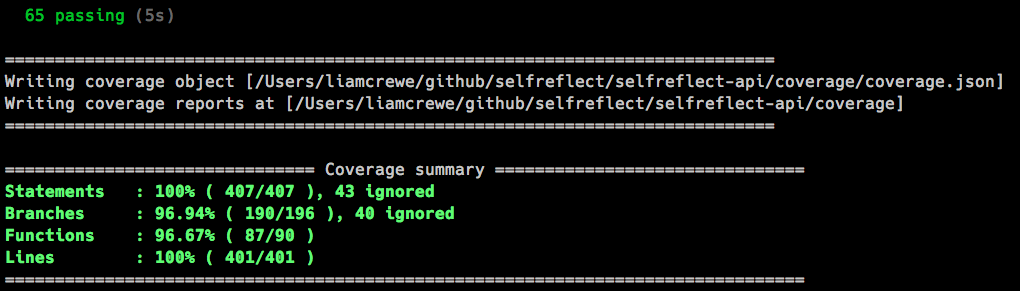 65 passing (5s)
=============================================================================
Writing coverage object [/Users/liamcrewe/github/selfreflect/selfreflect-api/coverage/coverage.json]
Writing coverage reports at [/Users/liamcrewe/github/selfreflect/selfreflect-api/coverage]
=============================================================================
=============================== Coverage summary ===============================
Statements   : 100% ( 407/407 ), 43 ignored
Branches     : 96.94% ( 190/196 ), 40 ignored
Functions    : 96.67% ( 87/90 )
Lines        : 100% ( 401/401 )
================================================================================